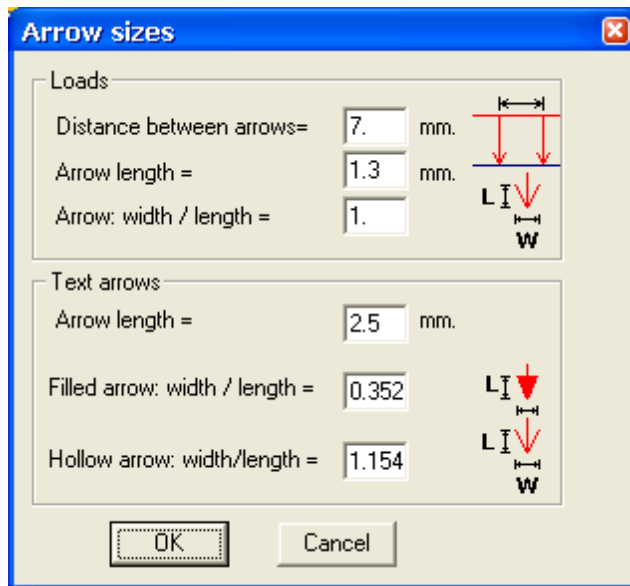 Arrow sizes
Loads
Distance between arrows= 7. mm.
Arrow length = 1.3 mm.
Arrow: width / length = 1.
L
W
Text arrows
Arrow length = 2.5 mm.
Filled arrow: width / length = 0.352
L
Hollow arrow: width/length = 1.154
L
W
OK Cancel